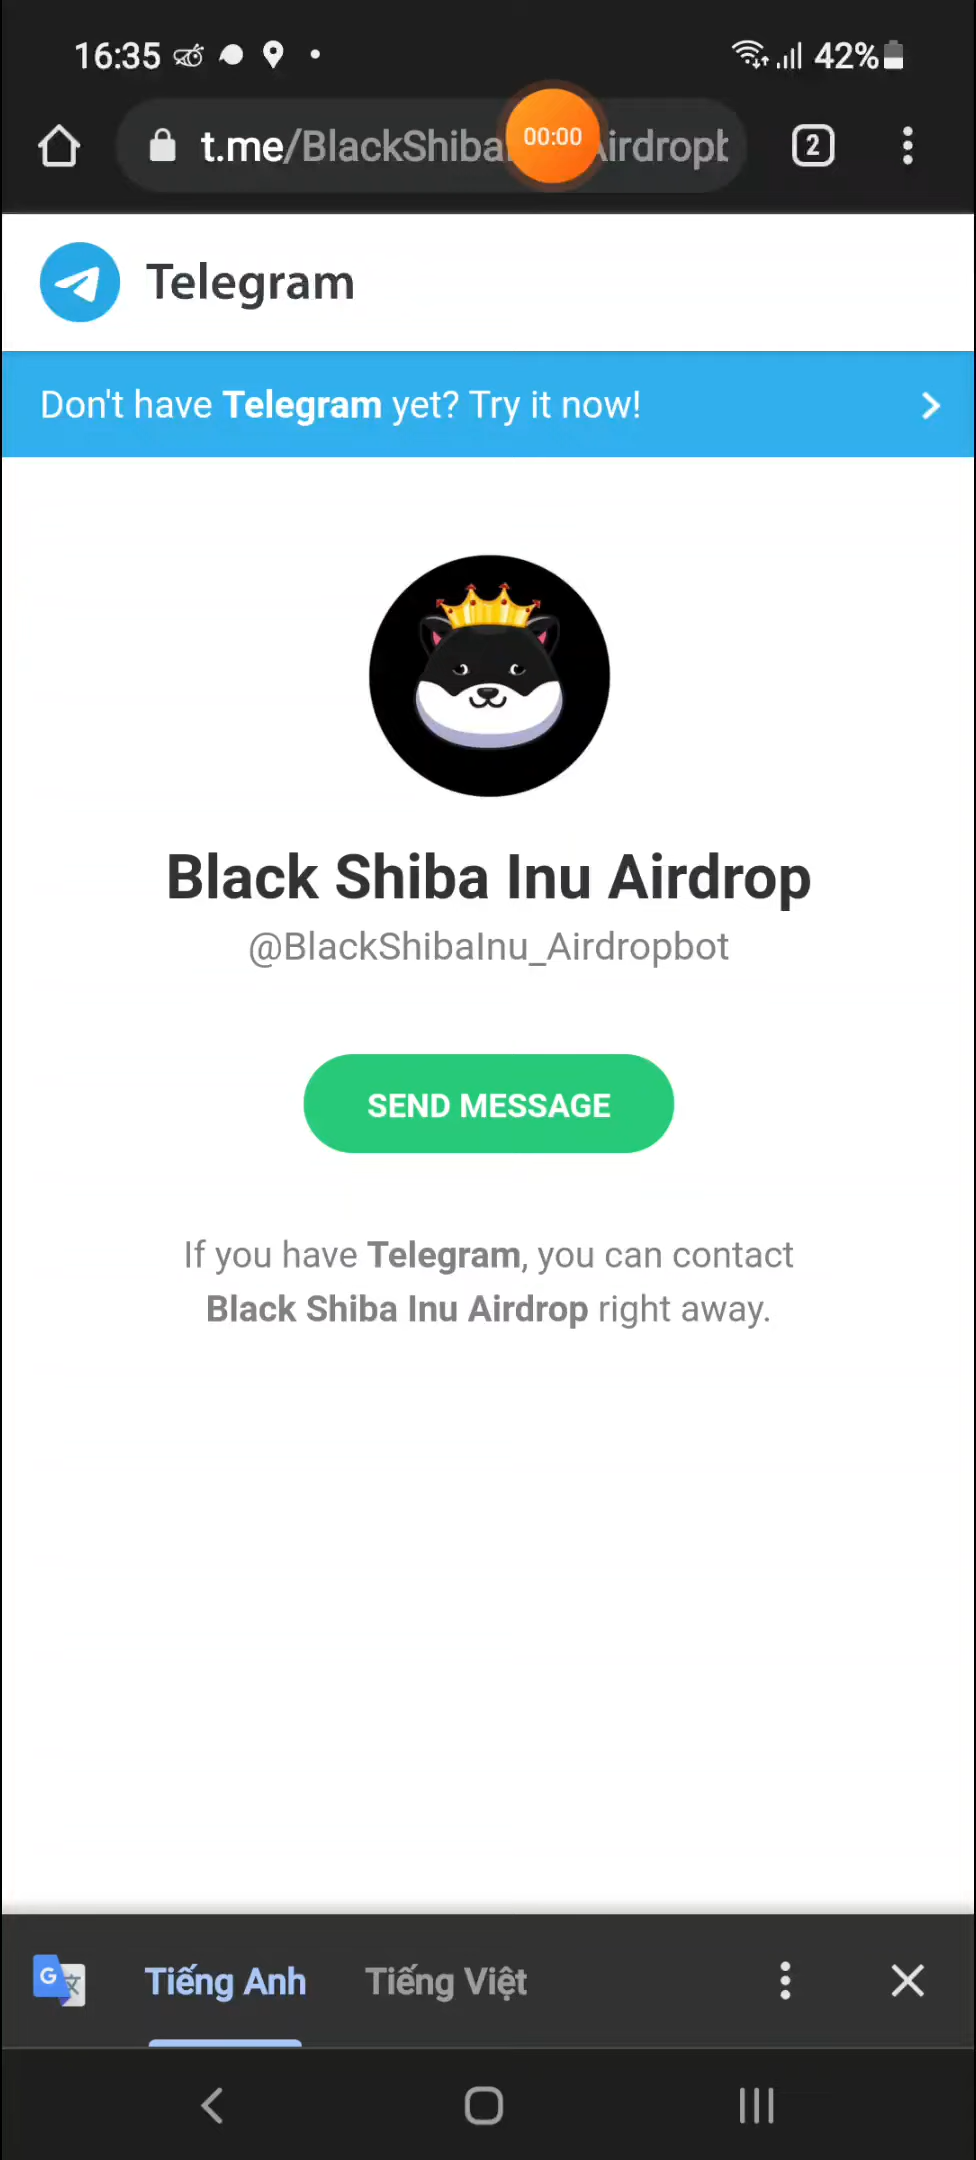 16:35
42%
t.me/BlackShiba
00:00
Airdropb
2
Telegram
Don't have Telegram yet? Try it now!
Black Shiba Inu Airdrop
@BlackShibaInu_Airdropbot
SEND MESSAGE
If you have Telegram, you can contact
Black Shiba Inu Airdrop right away.
G 文
Tiếng Anh
Tiếng Việt